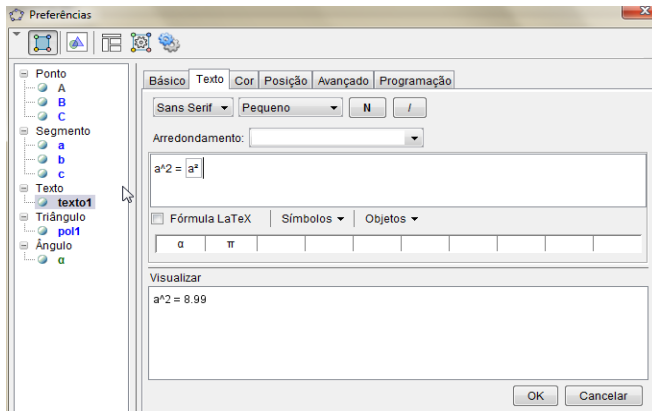 Preferências
Ponto
A
B
C
Segmento
a
b
c
Texto
texto1
Triângulo
pol1
Ângulo
α
Básico Texto Cor Posição Avançado Programação
Sans Serif Pequeno N I
Arredondamento:
a^2 = a²
Fórmula LaTeX Símbolos Objetos
α π
Visualizar
a^2 = 8.99
OK Cancelar